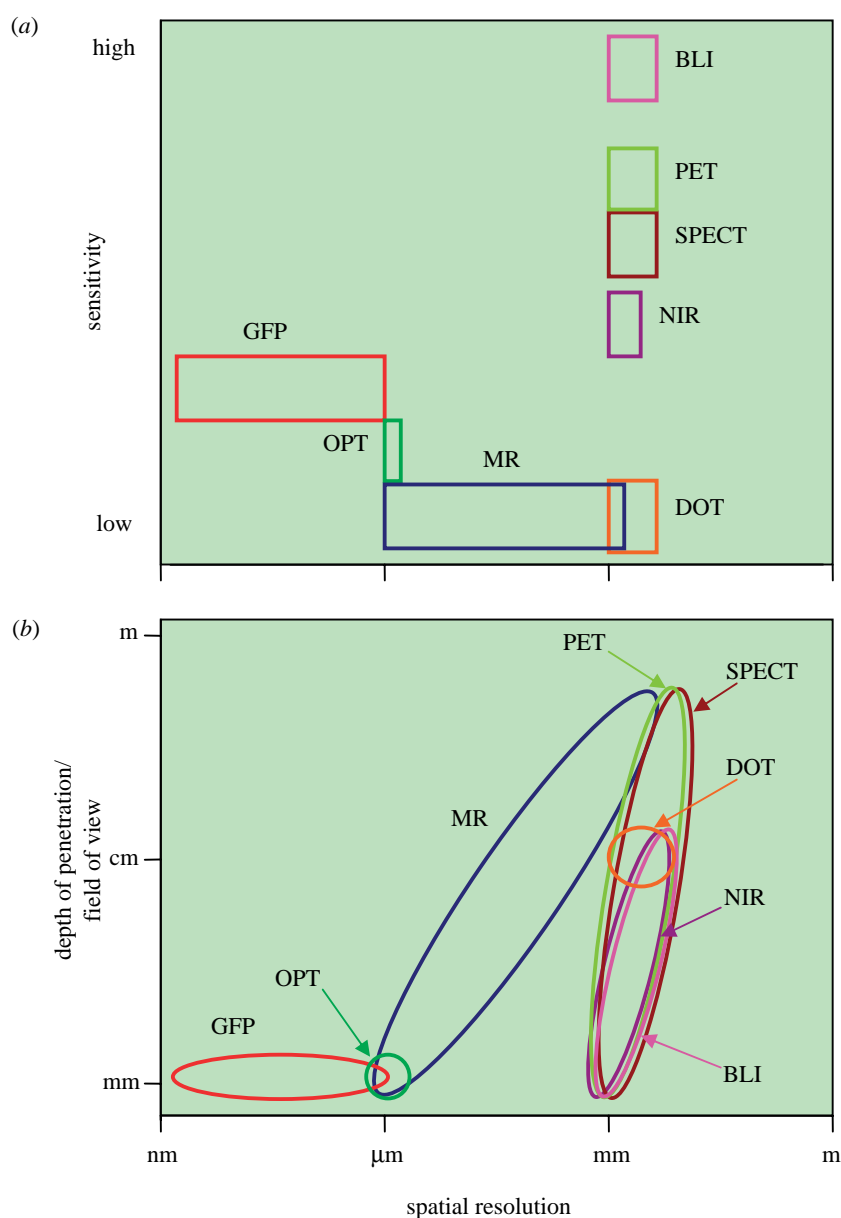 (a)
high
BLI
PET
SPECT
sensitivity
NIR
GFP
OPT
MR
low
DOT
(b)
m
PET
SPECT
DOT
MR
depth of penetration/
field of view
cm
NIR
OPT
GFP
BLI
mm
nm μm mm m
spatial resolution